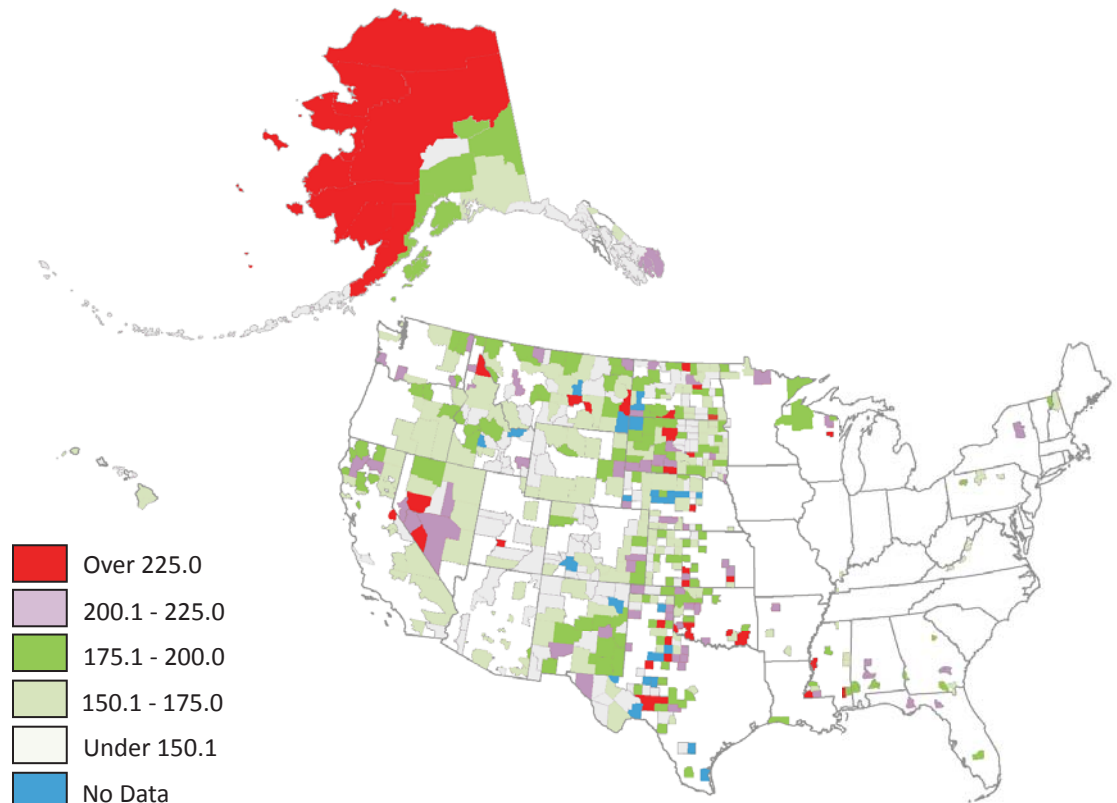 Over 225.0
200.1 - 225.0
175.1 - 200.0
150.1 - 175.0
Under 150.1
No Data